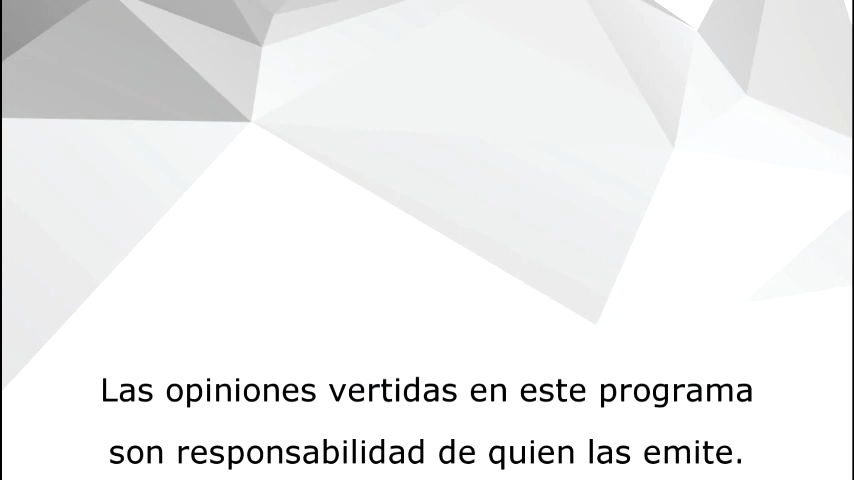 Las opiniones vertidas en este programa
son responsabilidad de quien las emite.